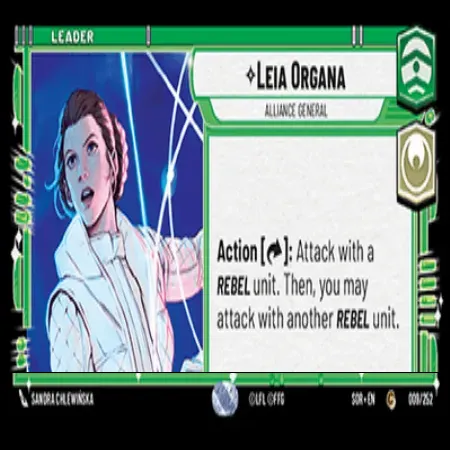 LEADER
LEIA ORGANA
ALLIANCE GENERAL
Action [ ]: Attack with a
REBEL unit. Then, you may
attack with another REBEL unit.
SANDRA CHLEWIŃSKA
©LFL ©FFG
SOR • EN
C
009/252